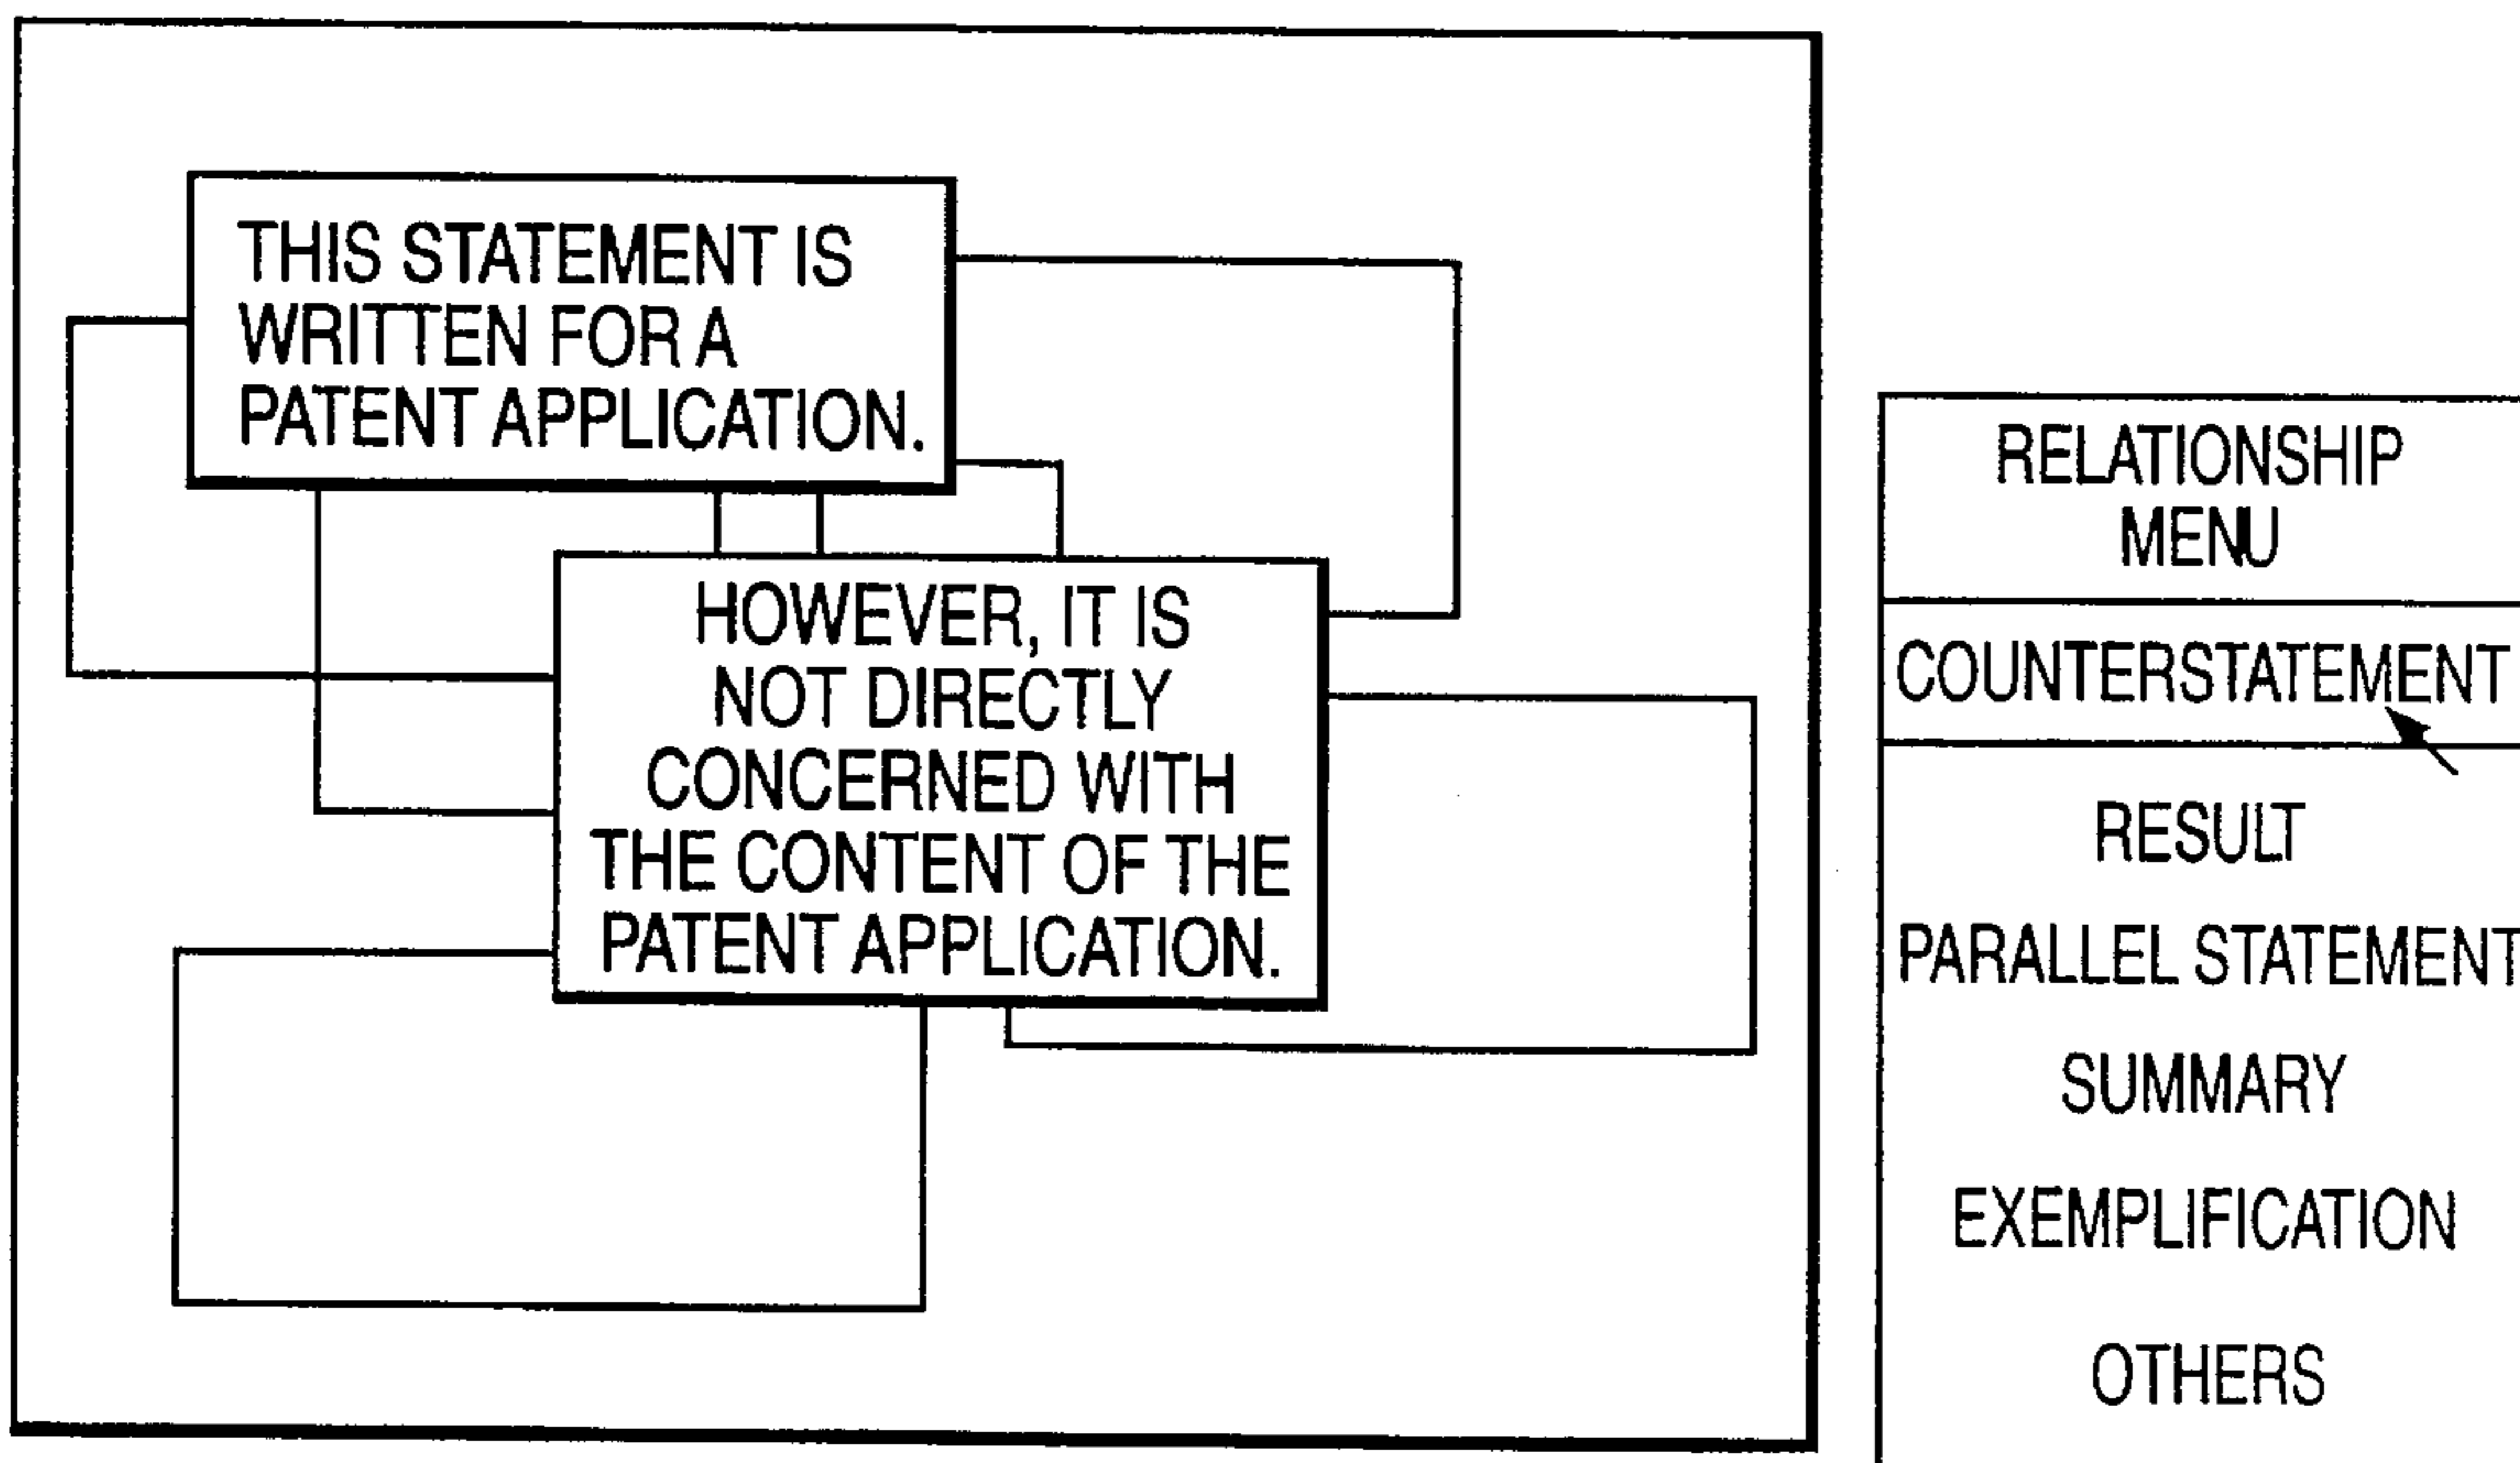 THIS STATEMENT IS
WRITTEN FOR A
PATENT APPLICATION.
HOWEVER, IT IS
NOT DIRECTLY
CONCERNED WITH
THE CONTENT OF THE
PATENT APPLICATION.
RELATIONSHIP
MENU
COUNTERSTATEMENT
RESULT
PARALLEL STATEMENT
SUMMARY
EXEMPLIFICATION
OTHERS